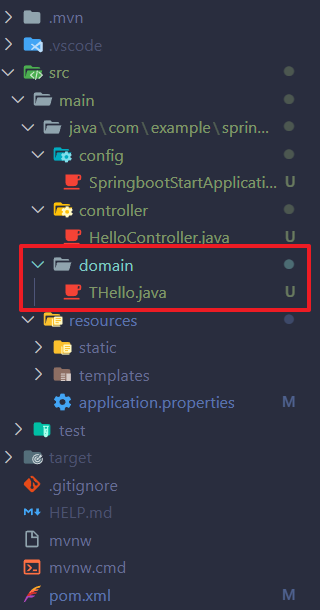 .mvn
.vscode
src
main
java\com\example\sprin...
config
SpringbootStartApplicati... U
controller
HelloController.java U
domain
THello.java U
resources
static
templates
application.properties M
test
target
.gitignore
HELP.md
mvnw
mvnw.cmd
pom.xml M